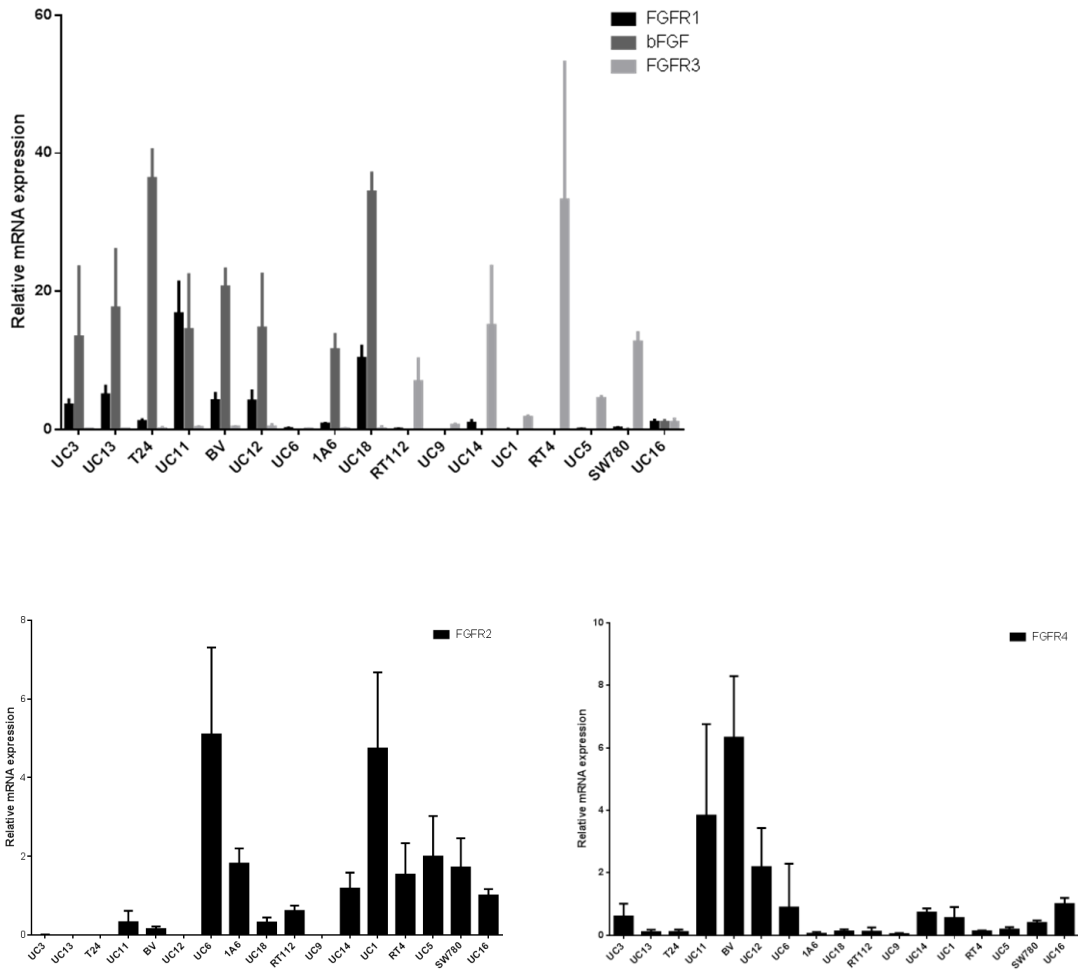 60
40
20
0
Relative mRNA expression
FGFR1
bFGF
FGFR3
UC3 UC13 T24 UC11 BV UC12 UC6 1A6 UC18 RT112 UC9 UC14 UC1 RT4 UC5 SW780 UC16
8
6
4
2
0
Relative mRNA expression
FGFR2
UC3 UC13 T24 UC11 BV UC12 UC6 1A6 UC18 RT112 UC9 UC14 UC1 RT4 UC5 SW780 UC16
10
8
6
4
2
0
Relative mRNA expression
FGFR4
UC3 UC13 T24 UC11 BV UC12 UC6 1A6 UC18 RT112 UC9 UC14 UC1 RT4 UC5 SW780 UC16